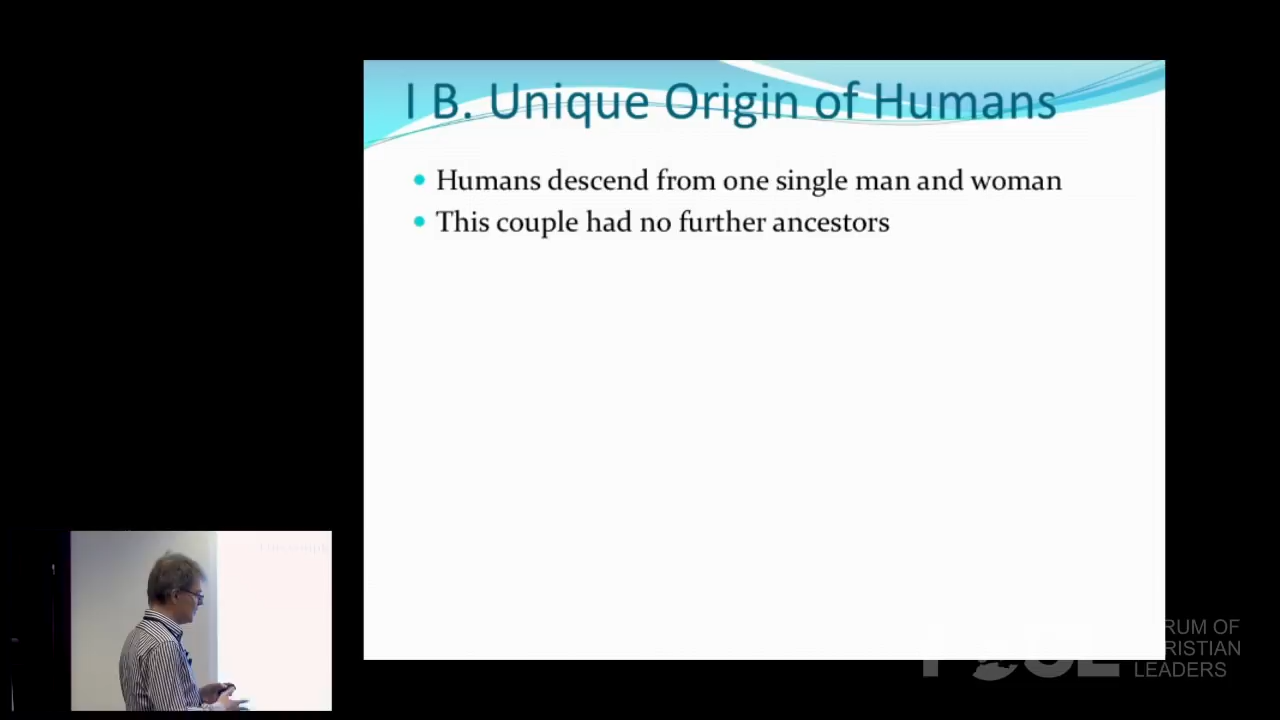 I B. Unique Origin of Humans
• Humans descend from one single man and woman
• This couple had no further ancestors
RUM OF
RISTIAN
LEADERS